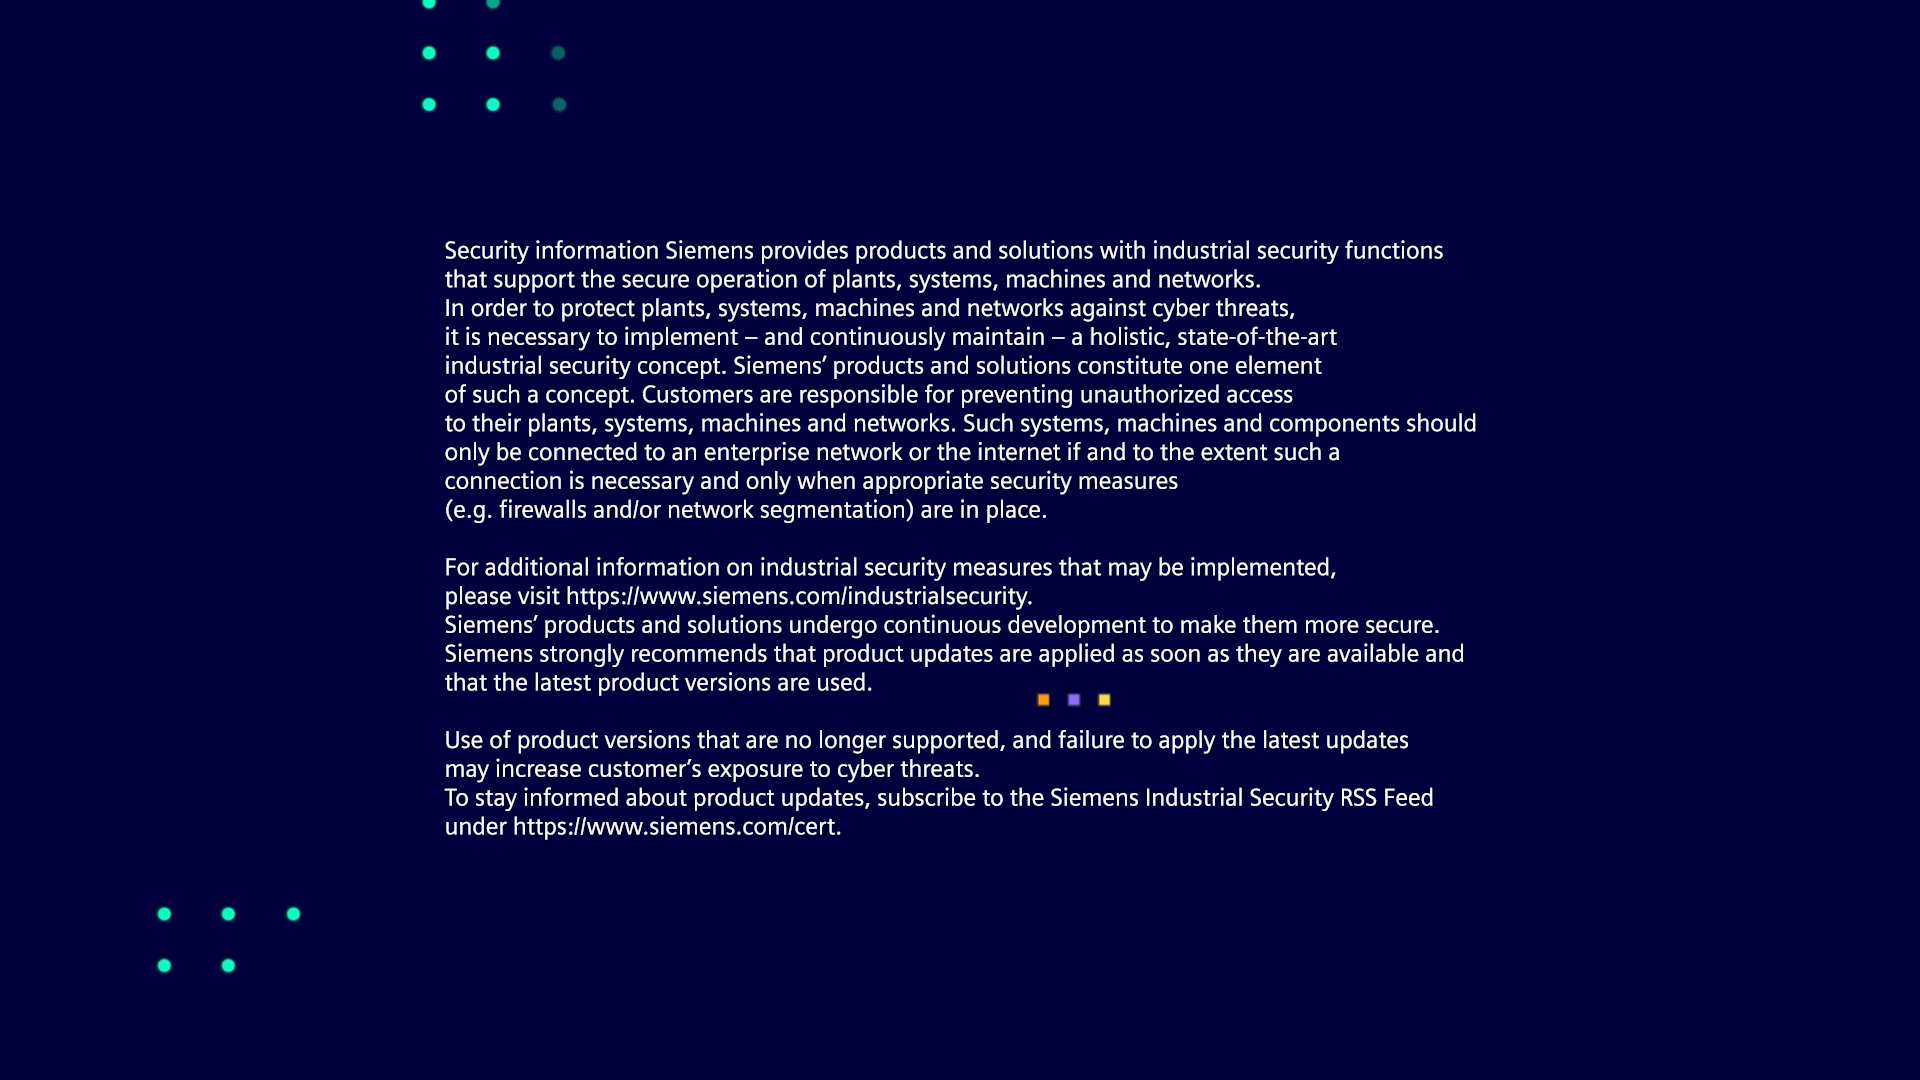 Security information Siemens provides products and solutions with industrial security functions
that support the secure operation of plants, systems, machines and networks.
In order to protect plants, systems, machines and networks against cyber threats,
it is necessary to implement – and continuously maintain – a holistic, state-of-the-art
industrial security concept. Siemens’ products and solutions constitute one element
of such a concept. Customers are responsible for preventing unauthorized access
to their plants, systems, machines and networks. Such systems, machines and components should
only be connected to an enterprise network or the internet if and to the extent such a
connection is necessary and only when appropriate security measures
(e.g. firewalls and/or network segmentation) are in place.

For additional information on industrial security measures that may be implemented,
please visit https://www.siemens.com/industrialsecurity.
Siemens’ products and solutions undergo continuous development to make them more secure.
Siemens strongly recommends that product updates are applied as soon as they are available and
that the latest product versions are used.

Use of product versions that are no longer supported, and failure to apply the latest updates
may increase customer’s exposure to cyber threats.
To stay informed about product updates, subscribe to the Siemens Industrial Security RSS Feed
under https://www.siemens.com/cert.